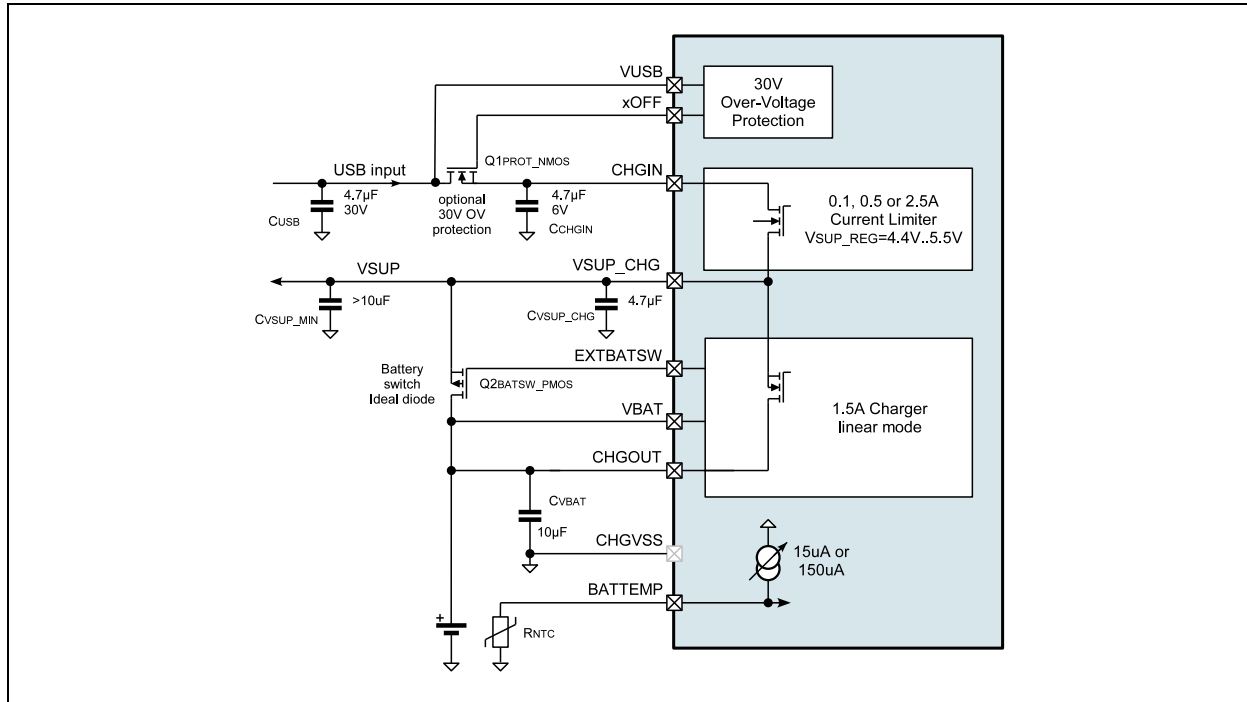 VUSB
30V
Over-Voltage
Protection
xOFF
Q1PROT_NMOS
USB input
CHGIN
4.7µF
30V
CUSB
optional
30V OV
protection
4.7µF
6V
CCHGIN
0.1, 0.5 or 2.5A
Current Limiter
VSUP_REG=4.4V..5.5V
VSUP
VSUP_CHG
>10uF
CVSUP_MIN
4.7µF
CVSUP_CHG
EXTBATSW
Battery
switch
Ideal diode
Q2BATSW_PMOS
VBAT
1.5A Charger
linear mode
CHGOUT
CVBAT
10µF
CHGVSS
15uA or
150uA
BATTEMP
+
RNTC